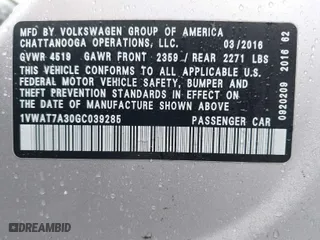 MFD BY VOLKSWAGEN GROUP OF AMERICA
CHATTANOOGA OPERATIONS, LLC. 03/2016
GVWR 4519 GAWR FRONT 2359 / REAR 2271 LBS
THIS VEHICLE CONFORMS TO ALL APPLICABLE
FEDERAL MOTOR VEHICLE SAFETY, BUMPER AND
THEFT PREVENTION STANDARDS IN EFFECT ON
THE DATE OF MANUFACTURE SHOWN ABOVE.
1VWAT7A30GC039285 PASSENGER CAR
0920209 2016 62
DREAMBID